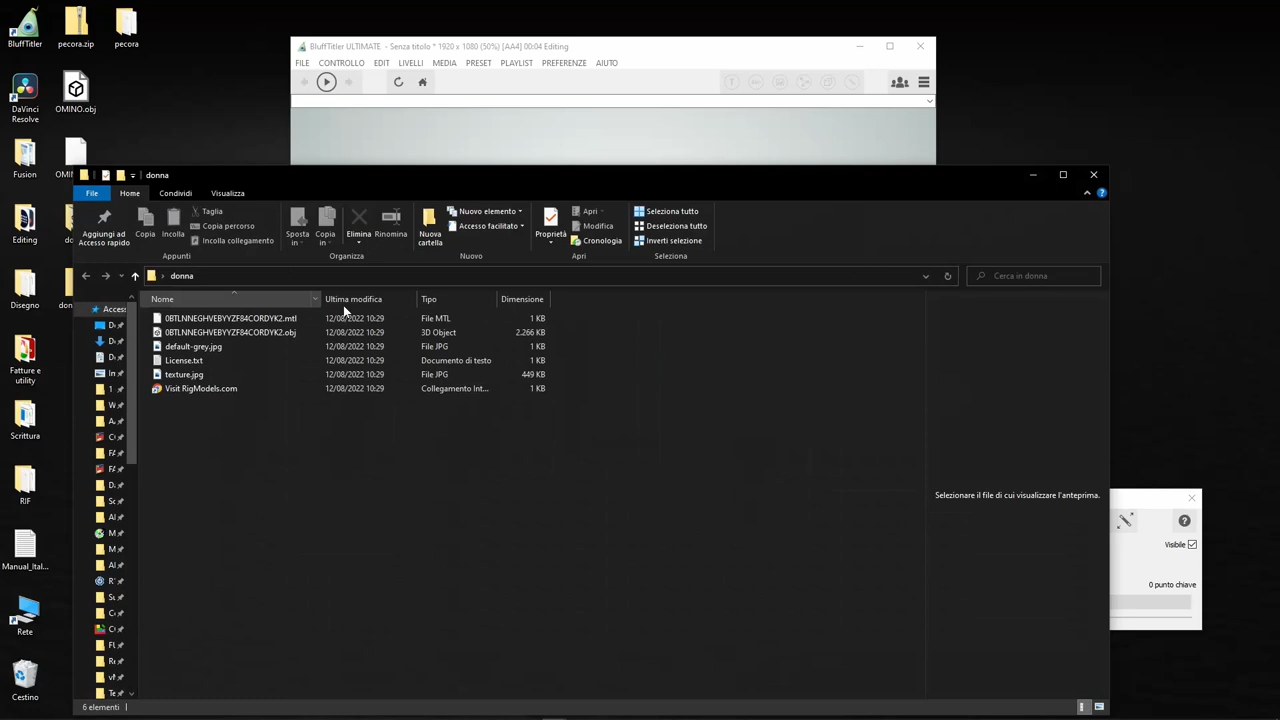 BluffTitler
pecora.zip
pecora
DaVinci
Resolve
OMINO.obj
Fusion
Editing
Disegno
Fatture e
utility
Scrittura
RIF
Manual_Ital...
Rete
Cestino
BluffTitler ULTIMATE - Senza titolo * 1920 x 1080 (50%) [AA4] 00:04 Editing
FILE CONTROLLO EDIT LIVELLI MEDIA PRESET PLAYLIST PREFERENZE AIUTO
donna
File Home Condividi Visualizza
Aggiungi ad
Accesso rapido
Copia
Incolla
Taglia
Copia percorso
Incolla collegamento
Appunti
Sposta
in
Copia
in
Elimina
Rinomina
Organizza
Nuova
cartella
Nuovo elemento
Accesso facilitato
Nuovo
Proprietà
Apri
Modifica
Cronologia
Apri
Seleziona tutto
Deseleziona tutto
Inverti selezione
Seleziona
donna
Cerca in donna
Nome Ultima modifica Tipo Dimensione
0BTLNNEGHVEBYYZF84CORDYK2.mtl 12/08/2022 10:29 File MTL 1 KB
0BTLNNEGHVEBYYZF84CORDYK2.obj 12/08/2022 10:29 3D Object 2.266 KB
default-grey.jpg 12/08/2022 10:29 File JPG 1 KB
License.txt 12/08/2022 10:29 Documento di testo 1 KB
texture.jpg 12/08/2022 10:29 File JPG 449 KB
Visit RigModels.com 12/08/2022 10:29 Collegamento Int... 1 KB
Access
Selezionare il file di cui visualizzare l'anteprima.
6 elementi
Visibile
0 punto chiave